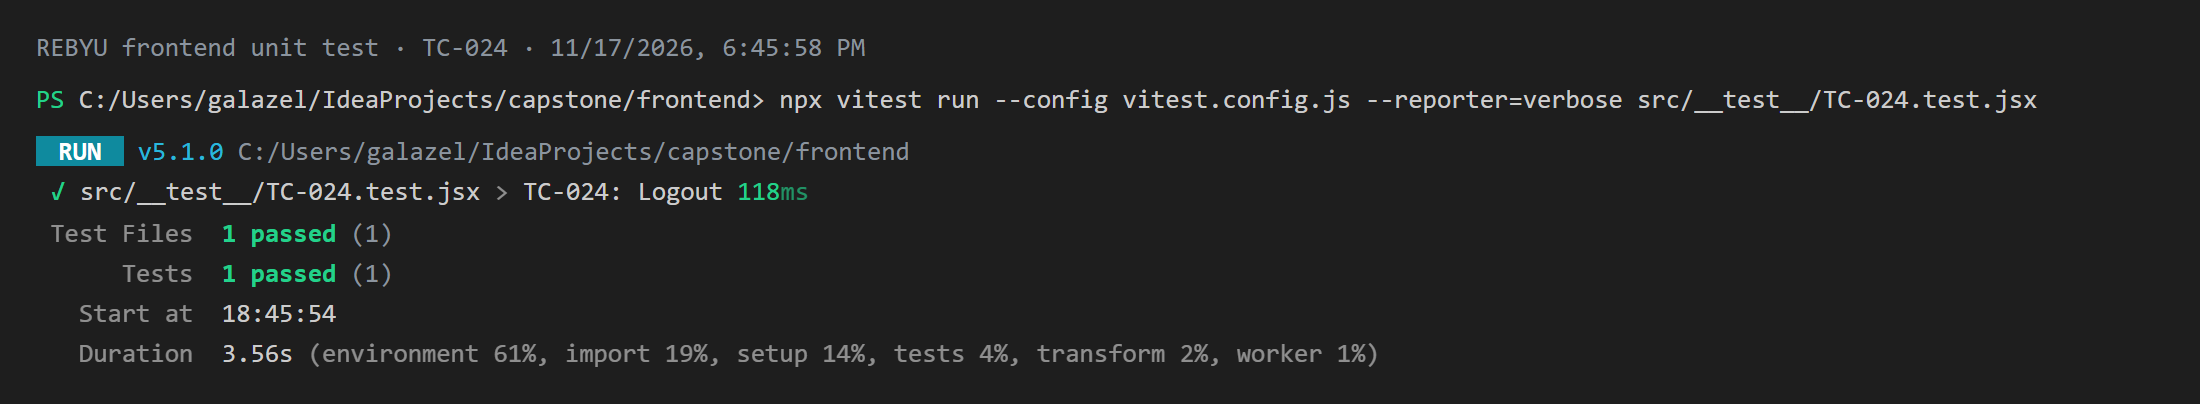 REBYU frontend unit test · TC-024 · 11/17/2026, 6:45:58 PM
PS C:/Users/galazel/IdeaProjects/capstone/frontend> npx vitest run --config vitest.config.js --reporter=verbose src/__test__/TC-024.test.jsx
RUN v5.1.0 C:/Users/galazel/IdeaProjects/capstone/frontend
√ src/__test__/TC-024.test.jsx > TC-024: Logout 118ms
Test Files 1 passed (1)
Tests 1 passed (1)
Start at 18:45:54
Duration 3.56s (environment 61%, import 19%, setup 14%, tests 4%, transform 2%, worker 1%)